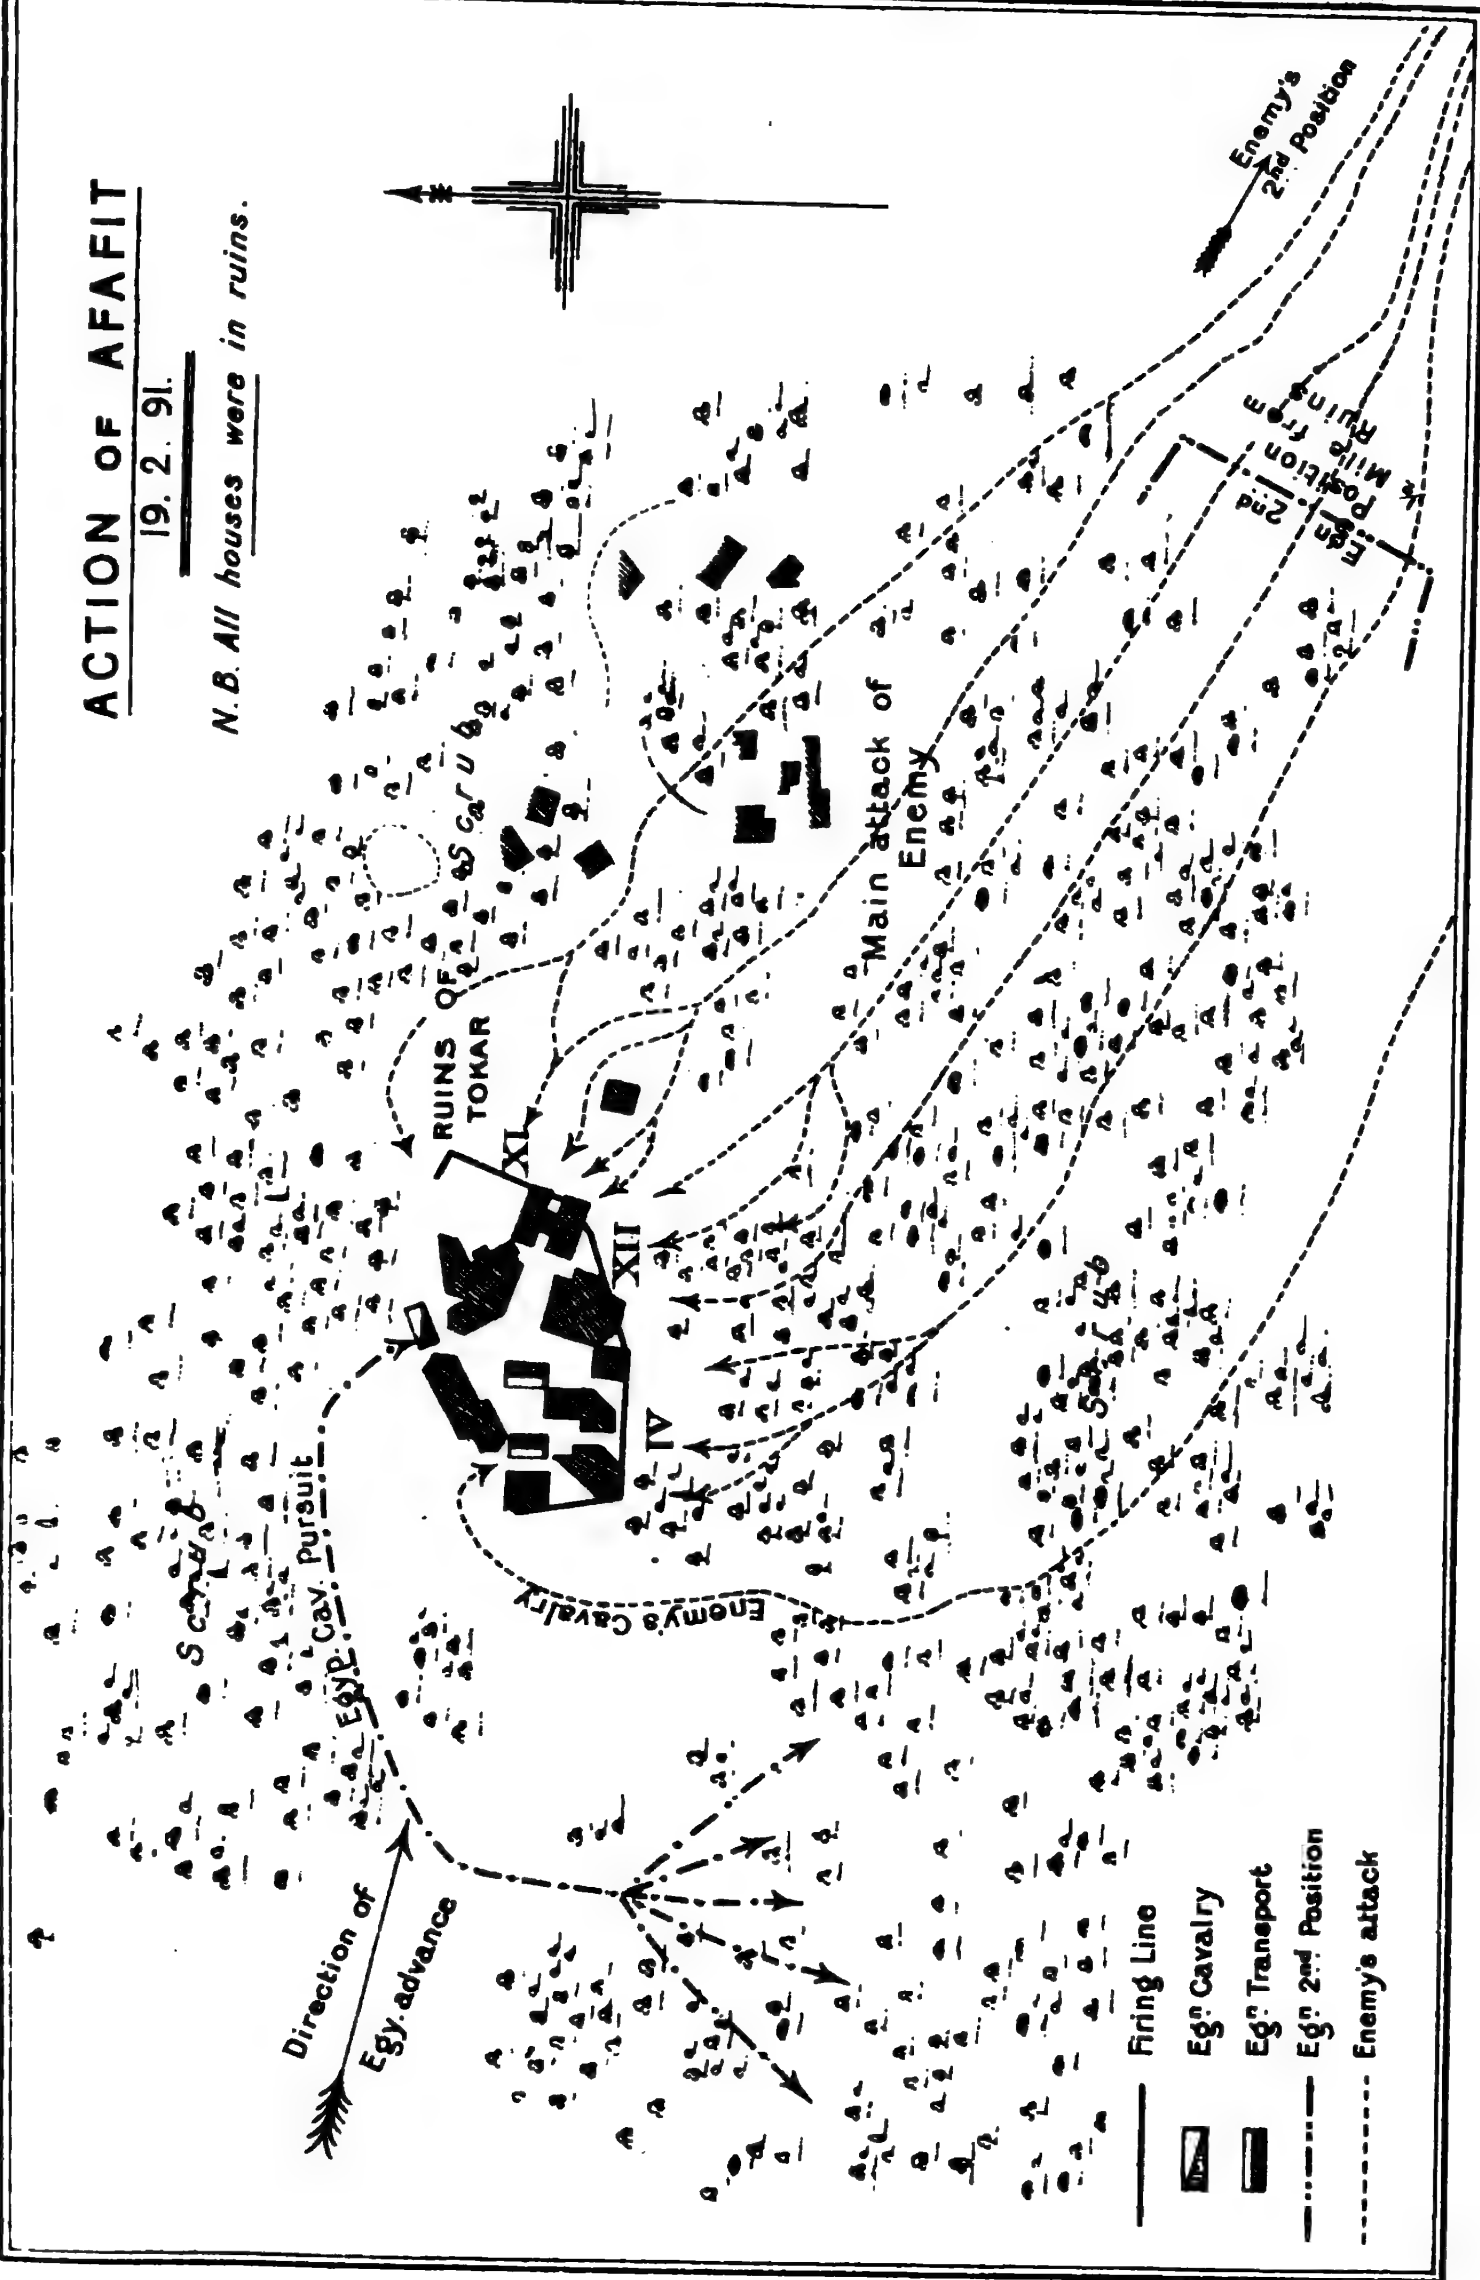 ACTION OF AFAFIT
19. 2. 91.
N.B. All houses were in ruins.
Scrub
Egyp. Cav. Pursuit
Direction of
Egy. advance
RUINS OF
TOKAR
Scrub
XI
XII
IV
Enemy's Cavalry
Main attack of
Enemy
Scrub
Enemy's
2nd Position
Egn 2nd
Position
Mile from
Ruins
Firing Line
Egn Cavalry
Egn Transport
Egn 2nd Position
Enemy's attack